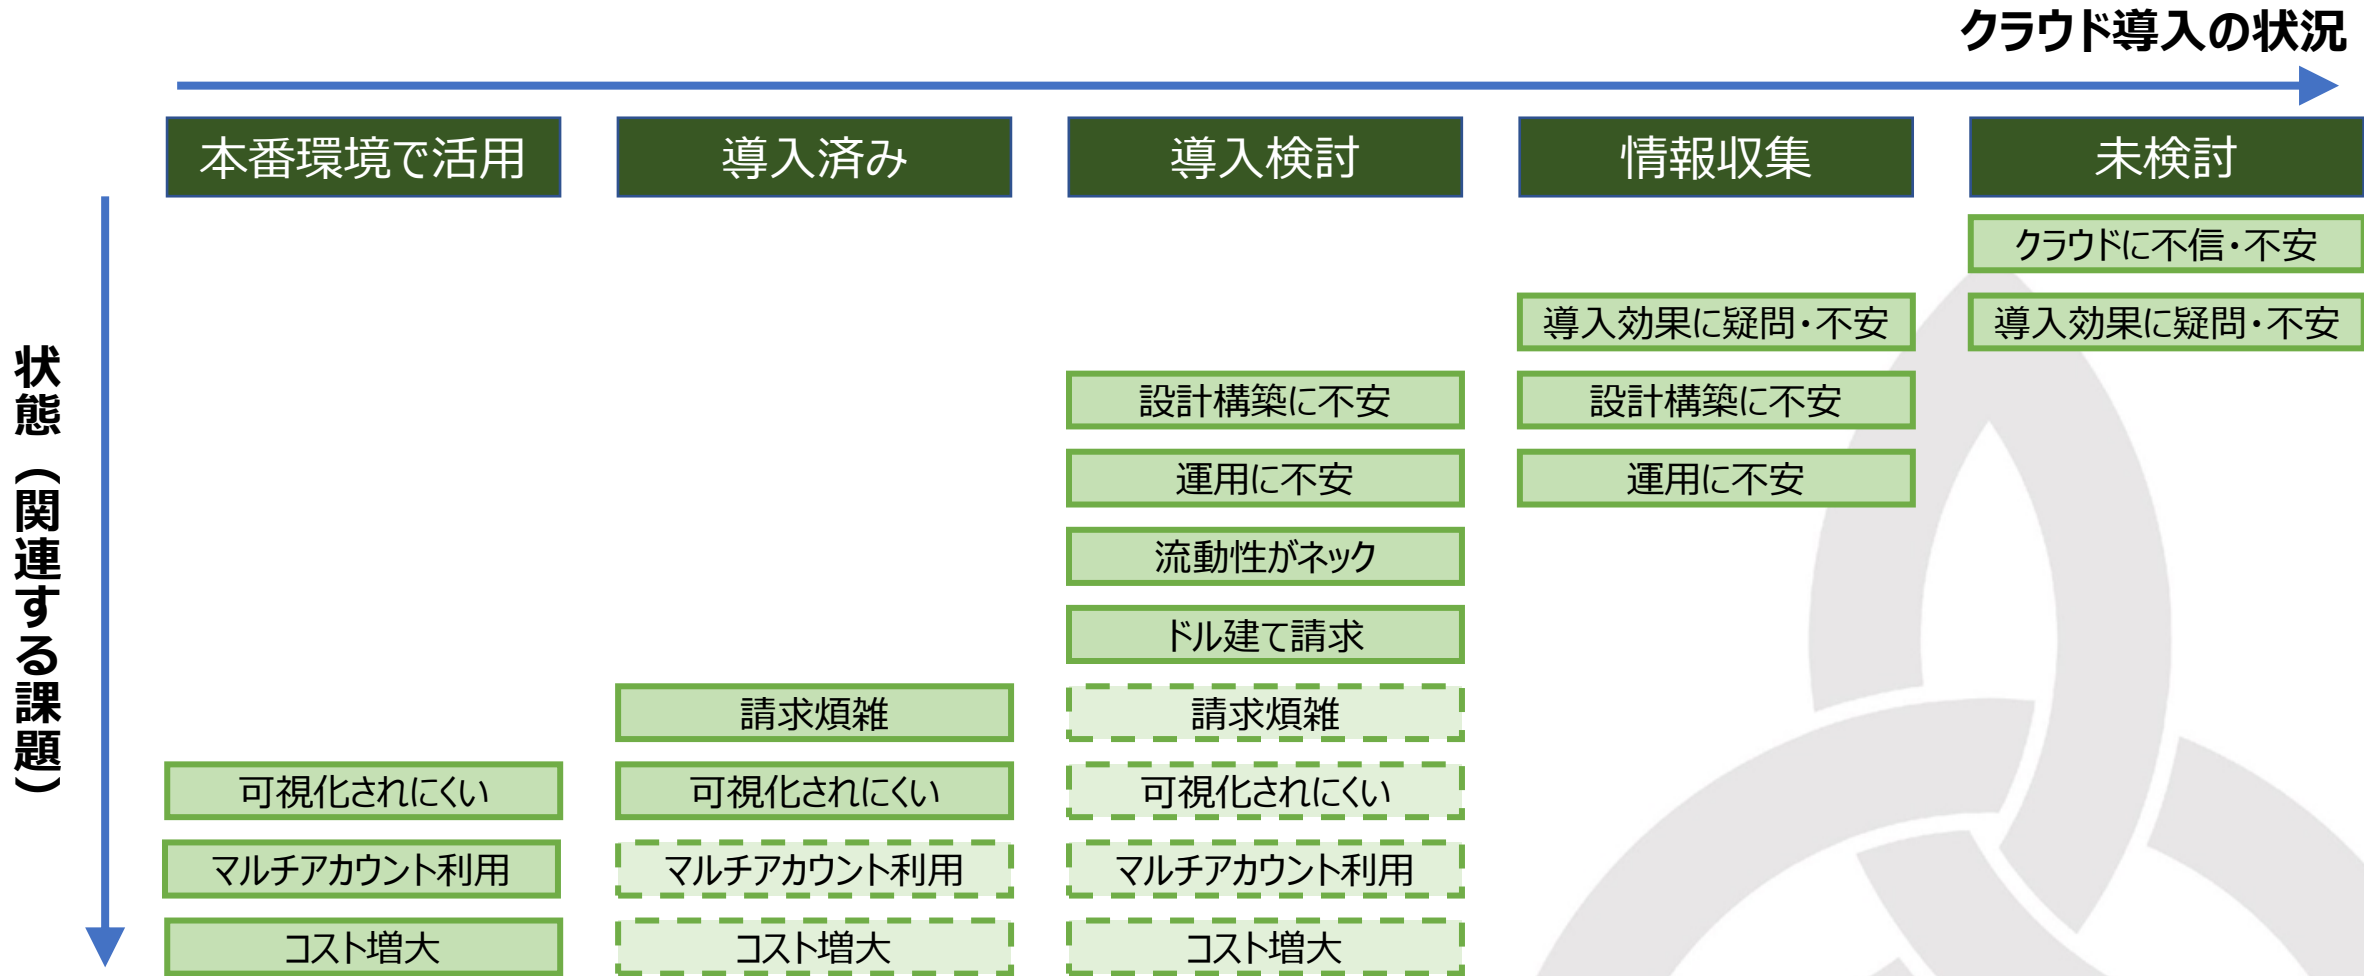 クラウド導入の状況
本番環境で活用
導入済み
導入検討
情報収集
未検討
状態（関連する課題）
クラウドに不信・不安
導入効果に疑問・不安
導入効果に疑問・不安
設計構築に不安
設計構築に不安
運用に不安
運用に不安
流動性がネック
ドル建て請求
請求煩雑
請求煩雑
可視化されにくい
可視化されにくい
可視化されにくい
マルチアカウント利用
マルチアカウント利用
マルチアカウント利用
コスト増大
コスト増大
コスト増大